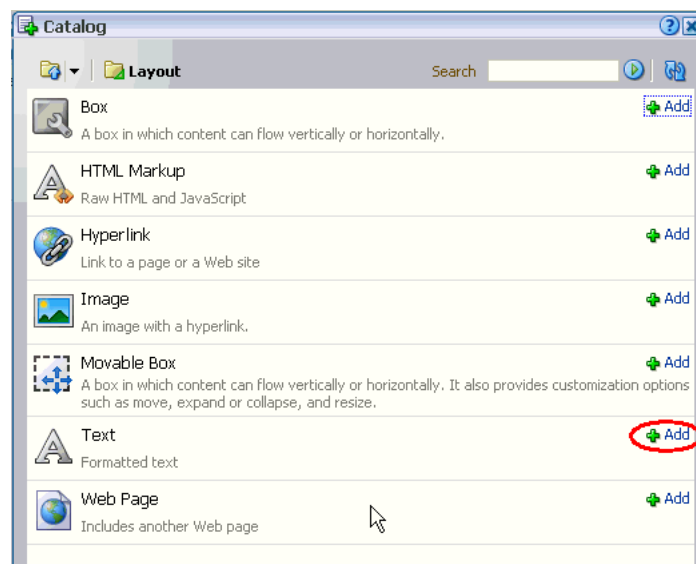 Catalog
Layout
Search
Box
Add
A box in which content can flow vertically or horizontally.
HTML Markup
Add
Raw HTML and JavaScript
Hyperlink
Add
Link to a page or a Web site
Image
Add
An image with a hyperlink.
Movable Box
Add
A box in which content can flow vertically or horizontally. It also provides customization options
such as move, expand or collapse, and resize.
Text
Add
Formatted text
Web Page
Add
Includes another Web page